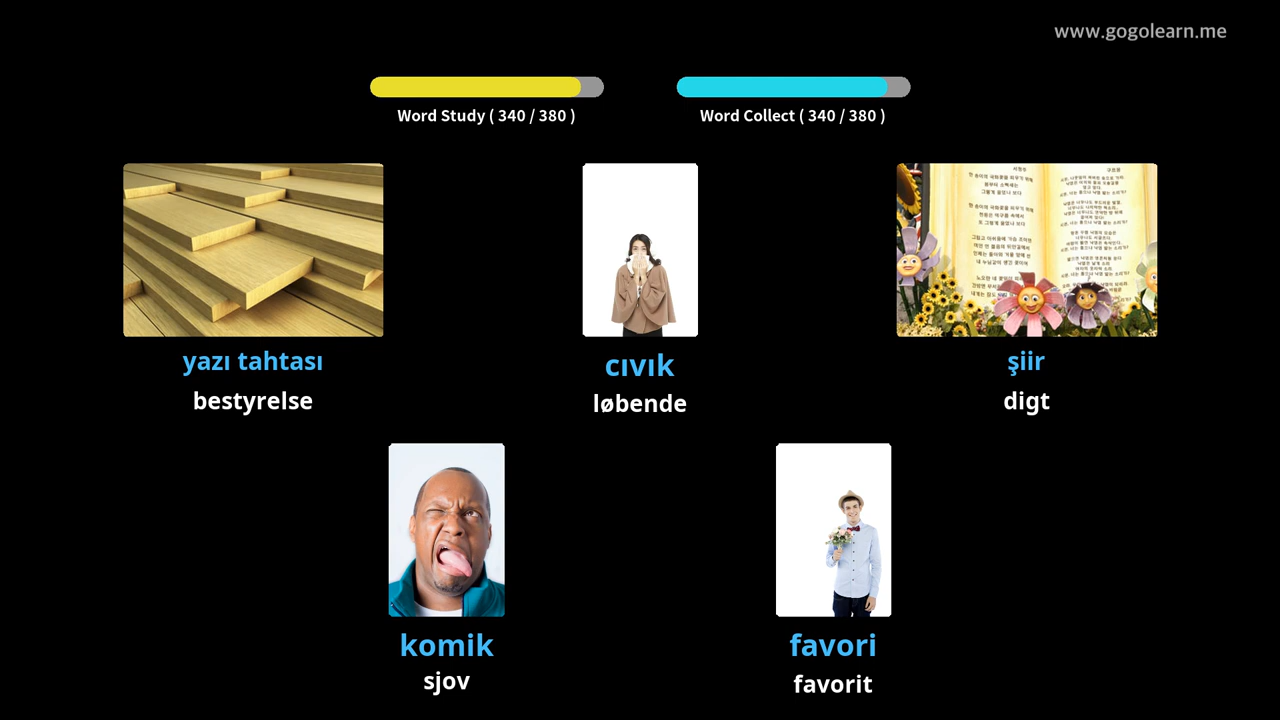 www.gogolearn.me
Word Study ( 340 / 380 )
Word Collect ( 340 / 380 )
yazı tahtası
bestyrelse
cıvık
løbende
şiir
digt
komik
sjov
favori
favorit